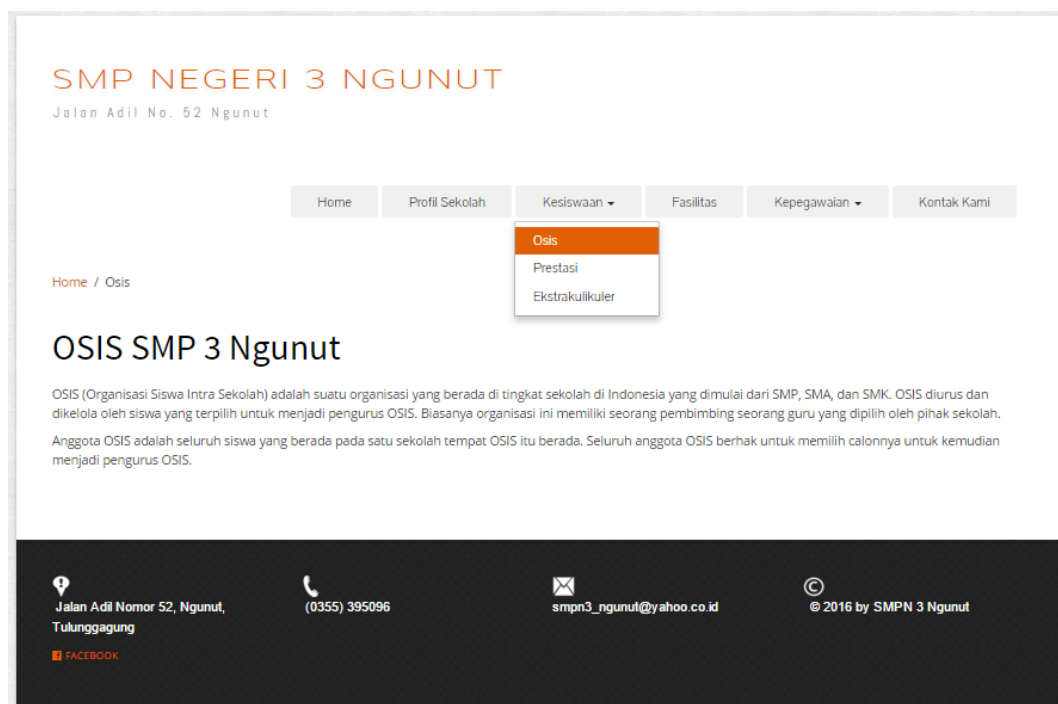 SMP NEGERI 3 NGUNUT
Jalan Adil No. 52 Ngunut
Home Profil Sekolah Kesiswaan Fasilitas Kepegawaian Kontak Kami
Osis
Prestasi
Ekstrakulikuler
Home / Osis
OSIS SMP 3 Ngunut
OSIS (Organisasi Siswa Intra Sekolah) adalah suatu organisasi yang berada di tingkat sekolah di Indonesia yang dimulai dari SMP, SMA, dan SMK. OSIS diurus dan
dikelola oleh siswa yang terpilih untuk menjadi pengurus OSIS. Biasanya organisasi ini memiliki seorang pembimbing seorang guru yang dipilih oleh pihak sekolah.
Anggota OSIS adalah seluruh siswa yang berada pada satu sekolah tempat OSIS itu berada. Seluruh anggota OSIS berhak untuk memilih calonnya untuk kemudian
menjadi pengurus OSIS.
Jalan Adil Nomor 52, Ngunut,
Tulunggagung
FACEBOOK
(0355) 395096
smpn3_ngunut@yahoo.co.id
© 2016 by SMPN 3 Ngunut